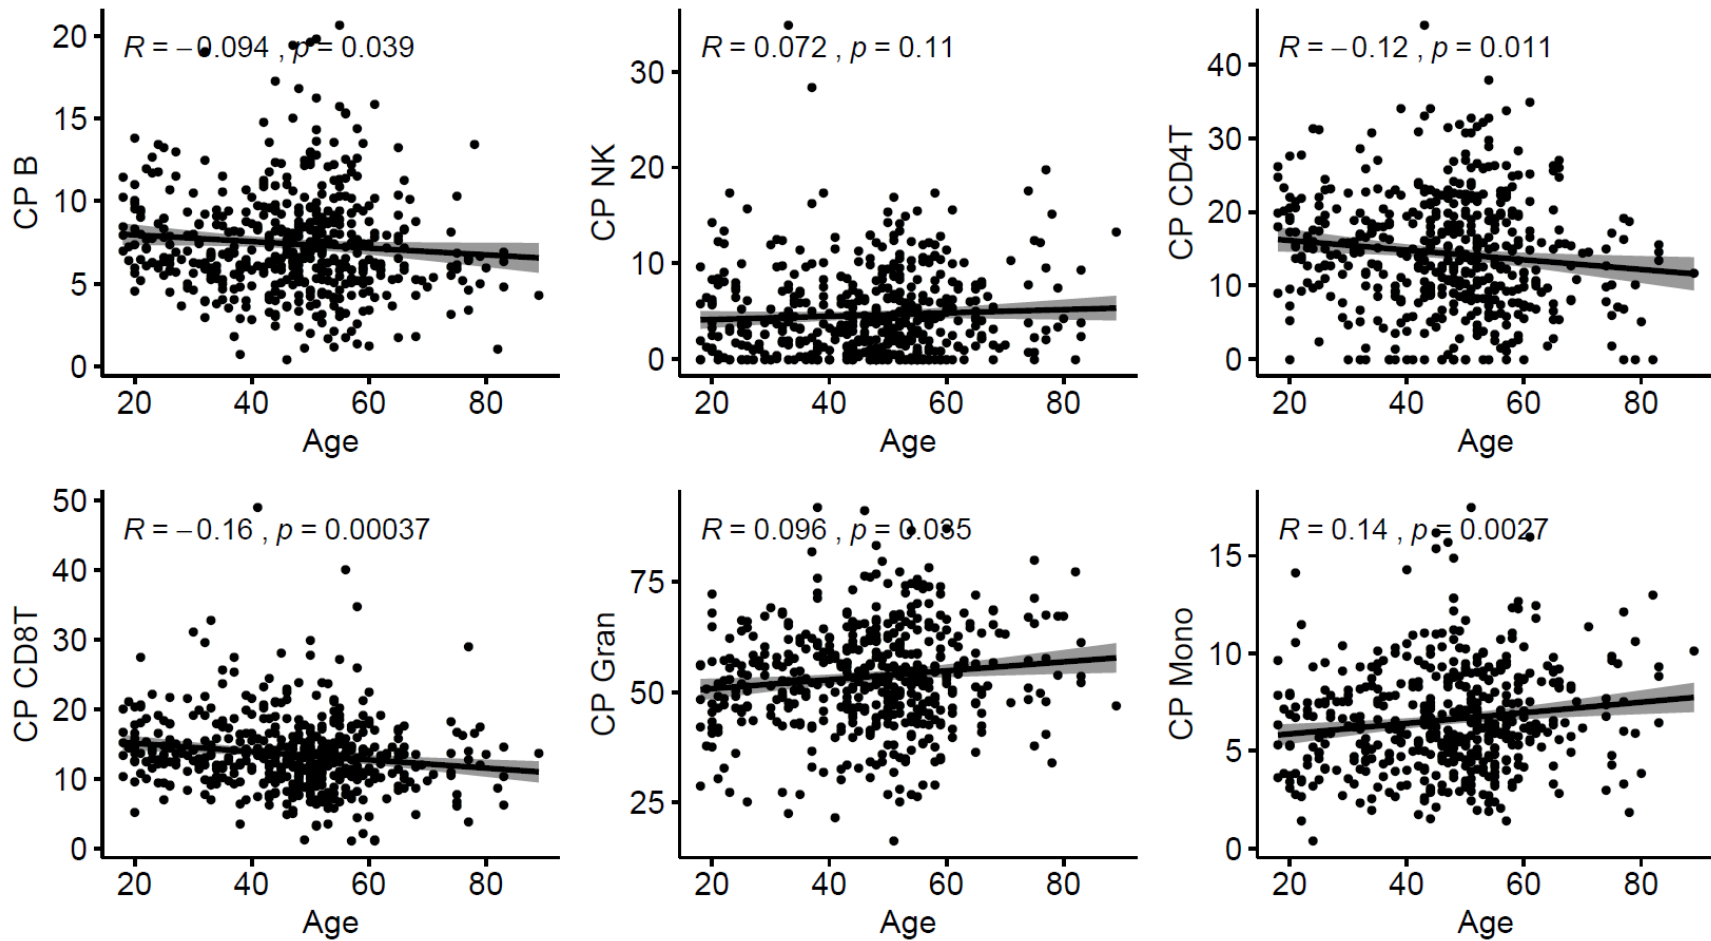 CP B
20
15
10
5
0
R = −0.094 , p = 0.039
20 40 60 80
Age
CP NK
30
20
10
0
R = 0.072 , p = 0.11
20 40 60 80
Age
CP CD4T
40
30
20
10
0
R = −0.12 , p = 0.011
20 40 60 80
Age
CP CD8T
50
40
30
20
10
0
R = −0.16 , p = 0.00037
20 40 60 80
Age
CP Gran
75
50
25
R = 0.096 , p = 0.035
20 40 60 80
Age
CP Mono
15
10
5
0
R = 0.14 , p = 0.0027
20 40 60 80
Age